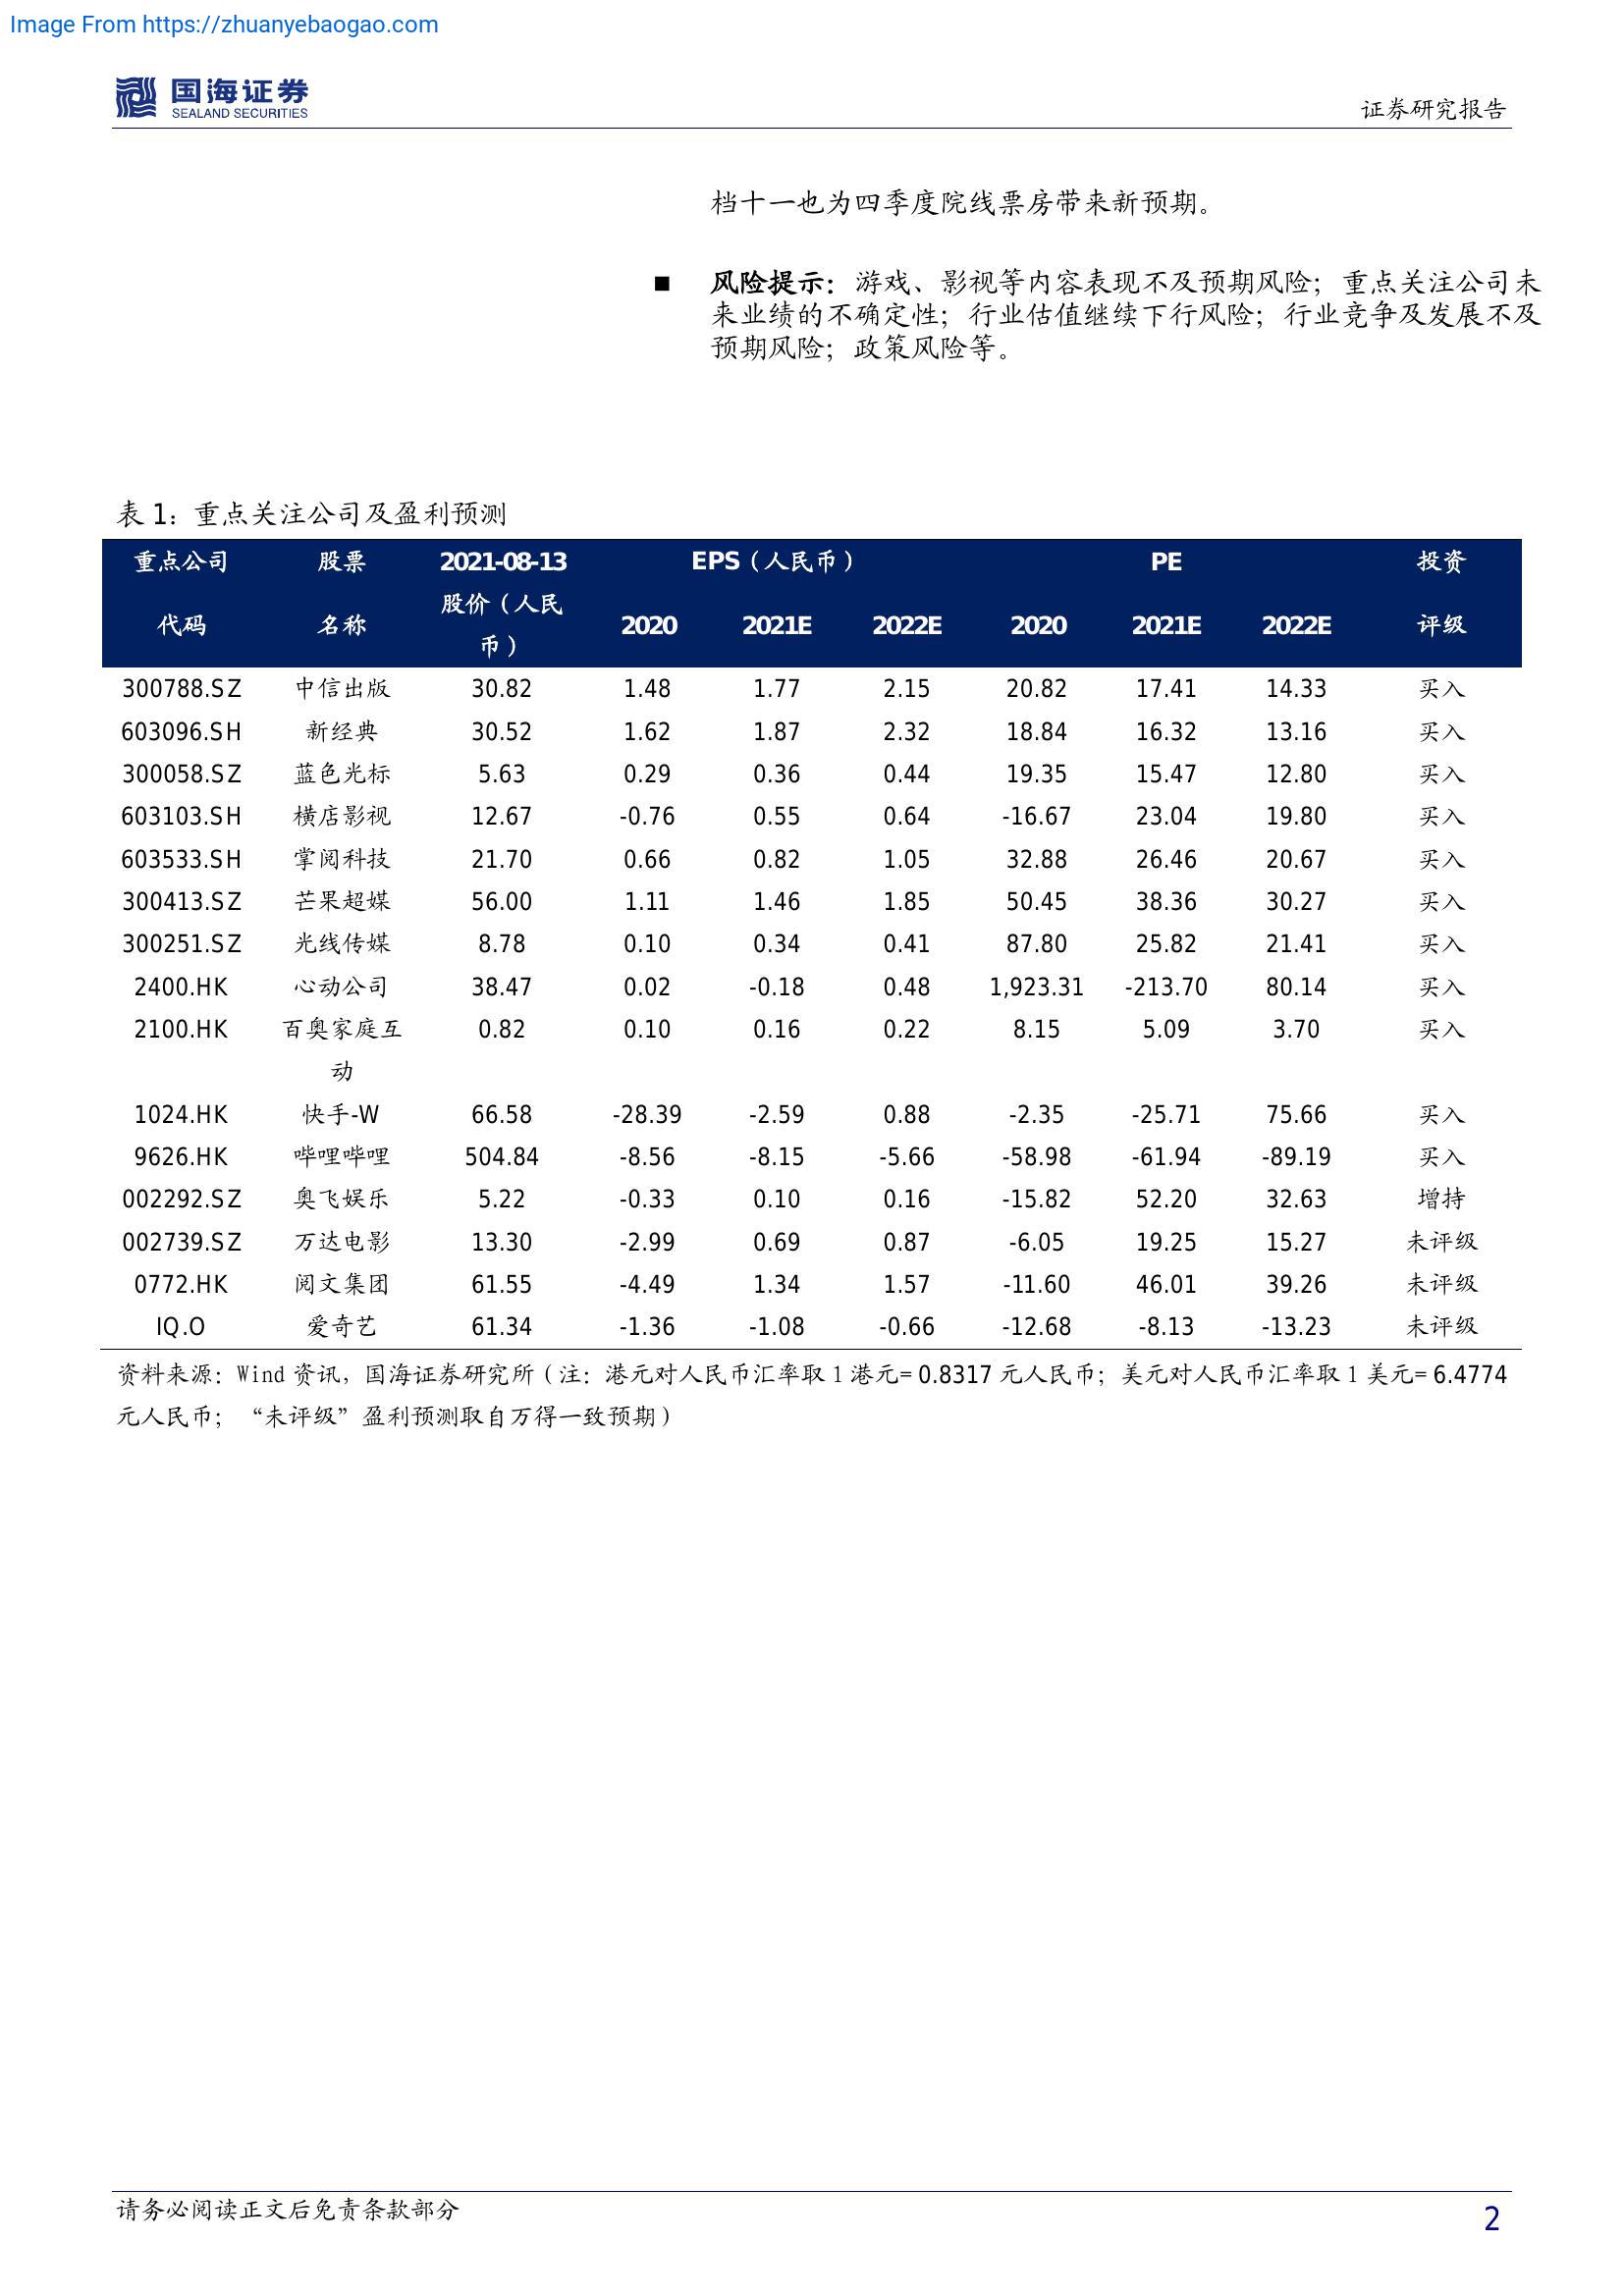 Image From https://zhuanyebaogao.com
国海证券
SEALAND SECURITIES
证券研究报告
档十一也为四季度院线票房带来新预期。
■ 风险提示：游戏、影视等内容表现不及预期风险；重点关注公司未
来业绩的不确定性；行业估值继续下行风险；行业竞争及发展不及
预期风险；政策风险等。
表 1：重点关注公司及盈利预测
重点公司 股票 2021-08-13 EPS（人民币） PE 投资
代码 名称 股价（人民币） 2020 2021E 2022E 2020 2021E 2022E 评级
300788.SZ 中信出版 30.82 1.48 1.77 2.15 20.82 17.41 14.33 买入
603096.SH 新经典 30.52 1.62 1.87 2.32 18.84 16.32 13.16 买入
300058.SZ 蓝色光标 5.63 0.29 0.36 0.44 19.35 15.47 12.80 买入
603103.SH 横店影视 12.67 -0.76 0.55 0.64 -16.67 23.04 19.80 买入
603533.SH 掌阅科技 21.70 0.66 0.82 1.05 32.88 26.46 20.67 买入
300413.SZ 芒果超媒 56.00 1.11 1.46 1.85 50.45 38.36 30.27 买入
300251.SZ 光线传媒 8.78 0.10 0.34 0.41 87.80 25.82 21.41 买入
2400.HK 心动公司 38.47 0.02 -0.18 0.48 1,923.31 -213.70 80.14 买入
2100.HK 百奥家庭互动 0.82 0.10 0.16 0.22 8.15 5.09 3.70 买入
1024.HK 快手-W 66.58 -28.39 -2.59 0.88 -2.35 -25.71 75.66 买入
9626.HK 哔哩哔哩 504.84 -8.56 -8.15 -5.66 -58.98 -61.94 -89.19 买入
002292.SZ 奥飞娱乐 5.22 -0.33 0.10 0.16 -15.82 52.20 32.63 增持
002739.SZ 万达电影 13.30 -2.99 0.69 0.87 -6.05 19.25 15.27 未评级
0772.HK 阅文集团 61.55 -4.49 1.34 1.57 -11.60 46.01 39.26 未评级
IQ.O 爱奇艺 61.34 -1.36 -1.08 -0.66 -12.68 -8.13 -13.23 未评级
资料来源：Wind 资讯，国海证券研究所（注：港元对人民币汇率取 1 港元= 0.8317 元人民币；美元对人民币汇率取 1 美元= 6.4774
元人民币；“未评级”盈利预测取自万得一致预期）
请务必阅读正文后免责条款部分
2